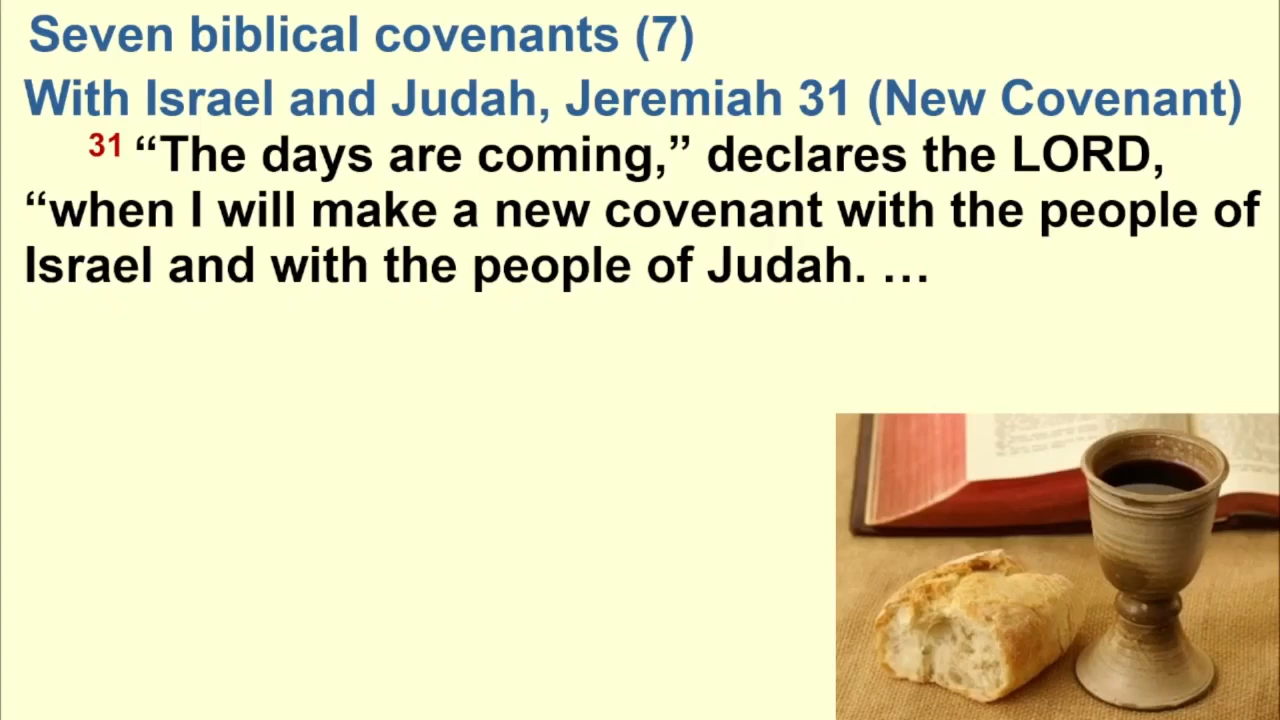 Seven biblical covenants (7)
With Israel and Judah, Jeremiah 31 (New Covenant)
31 “The days are coming,” declares the LORD,
“when I will make a new covenant with the people of
Israel and with the people of Judah. …